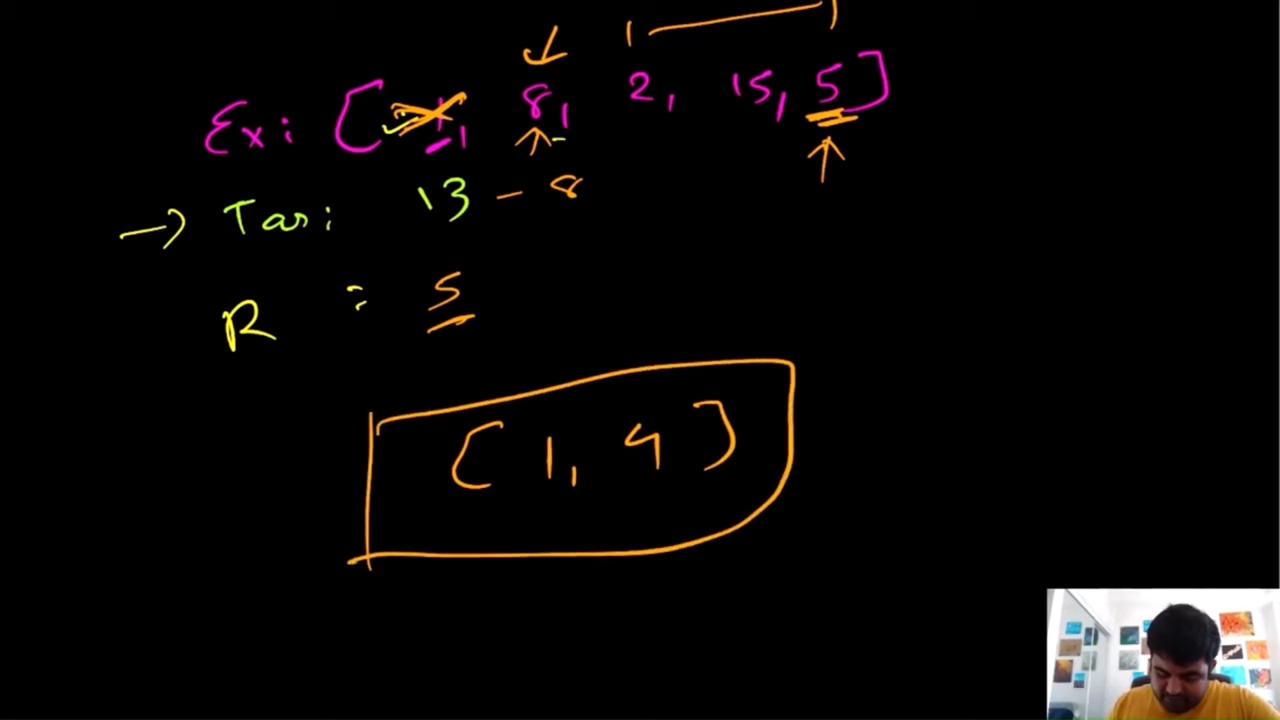 Ex: [ 1, 8, 2, 15, 5 ]
Tar: 13 - 8
R = 5
[ 1, 4 ]